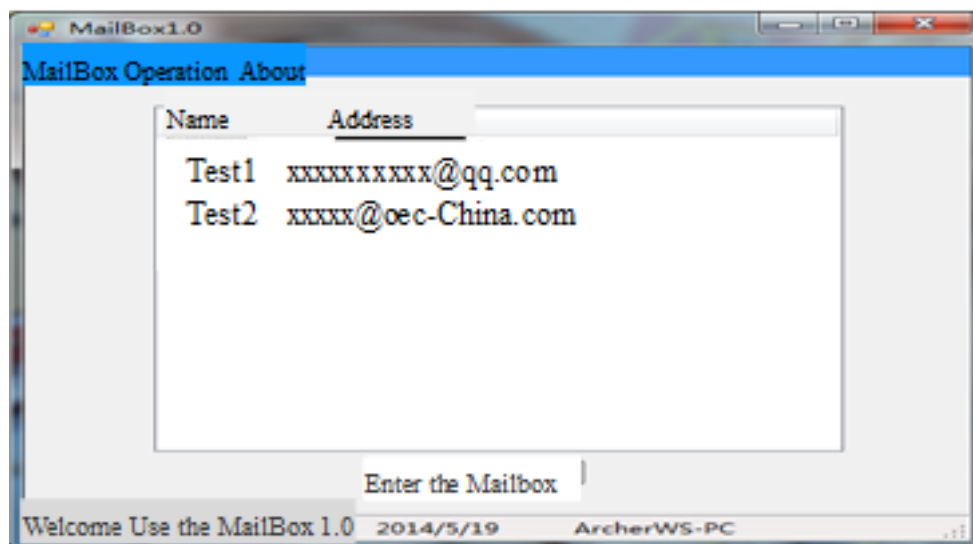 MailBox1.0
MailBox Operation About
Name Address
Test1 xxxxxxxxxx@qq.com
Test2 xxxxx@oec-China.com
Enter the Mailbox
Welcome Use the MailBox 1.0 2014/5/19 ArcherWS-PC